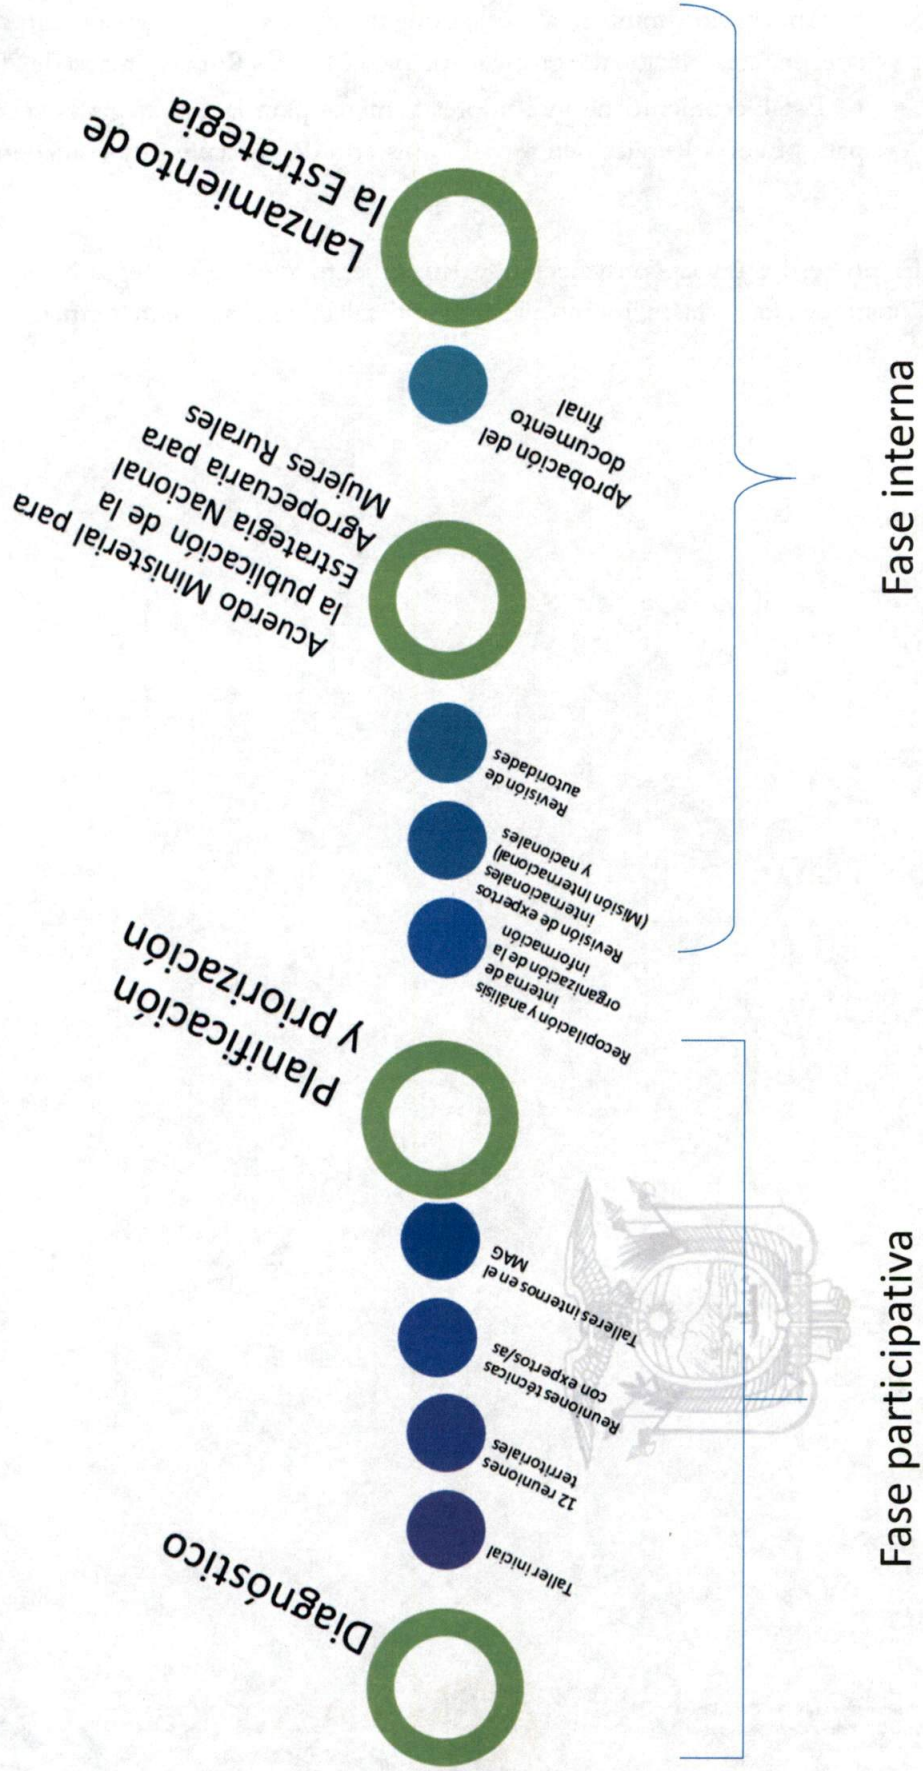 Diagnóstico
Taller inicial
12 reuniones
territoriales
Reuniones técnicas
con expertos/as
Talleres internos en el
MAG
Planificación
y priorización
Recopilación y análisis
interna de
organización de la
información
Revisión de expertos
internacionales
(Misión Internacional)
y nacionales
Revisión de
autoridades
Acuerdo Ministerial para
la publicación de la
Estrategia Nacional
Agropecuaria para
Mujeres Rurales
Aprobación del
documento
final
Lanzamiento de
la Estrategia
Fase participativa
Fase interna